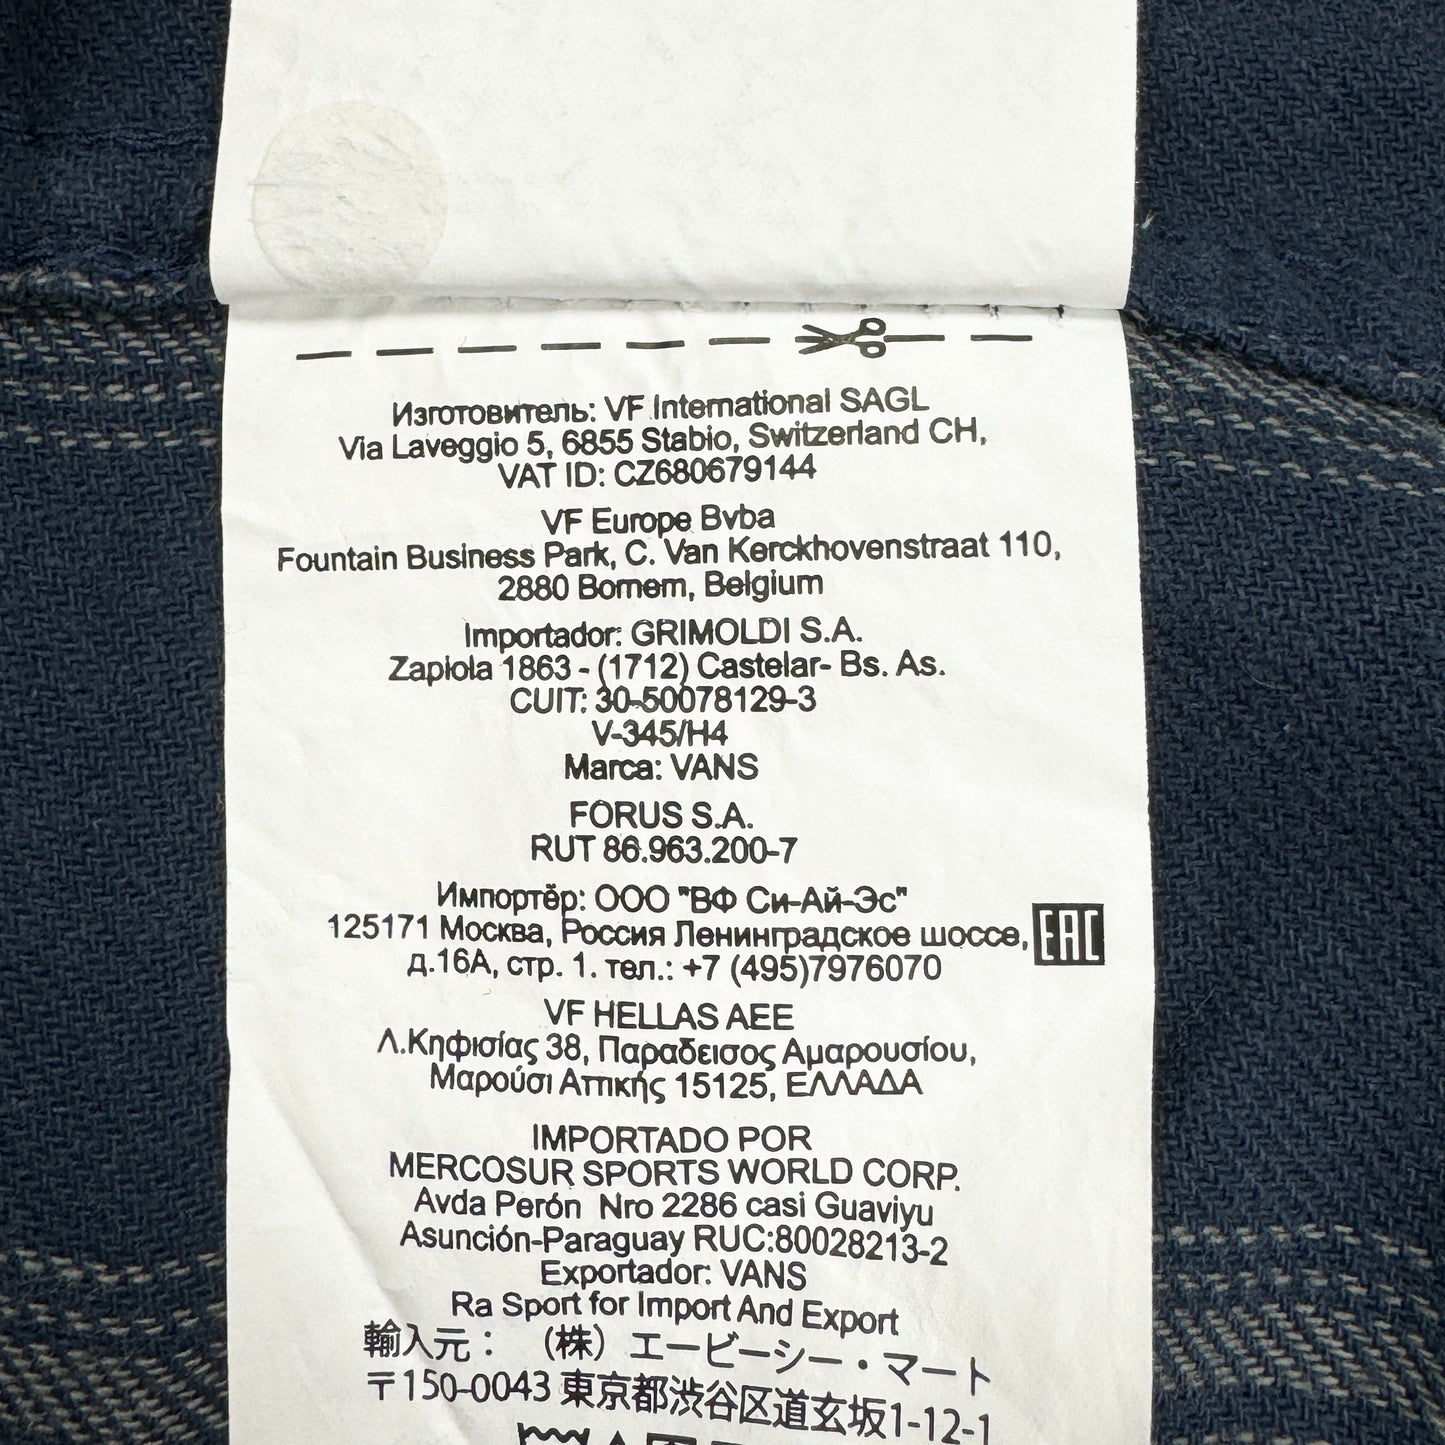 Изготовитель: VF International SAGL
Via Laveggio 5, 6855 Stabio, Switzerland CH,
VAT ID: CZ680679144
VF Europe Bvba
Fountain Business Park, C. Van Kerckhovenstraat 110,
2880 Bornem, Belgium
Importador: GRIMOLDI S.A.
Zapiola 1863 - (1712) Castelar- Bs. As.
CUIT: 30-50078129-3
V-345/H4
Marca: VANS
FORUS S.A.
RUT 86.963.200-7
Импортёр: ООО "ВФ Си-Ай-Эс"
125171 Москва, Россия Ленинградское шоссе,
д.16А, стр. 1. тел.: +7 (495)7976070
EAC
VF HELLAS AEE
Λ.Κηφισίας 38, Παραδεισος Αμαρουσίου,
Μαρούσι Αττικής 15125, ΕΛΛΑΔΑ
IMPORTADO POR
MERCOSUR SPORTS WORLD CORP.
Avda Perón Nro 2286 casi Guaviyu
Asunción-Paraguay RUC:80028213-2
Exportador: VANS
Ra Sport for Import And Export
輸入元： （株）エービーシー・マート
〒150-0043 東京都渋谷区道玄坂1-12-1